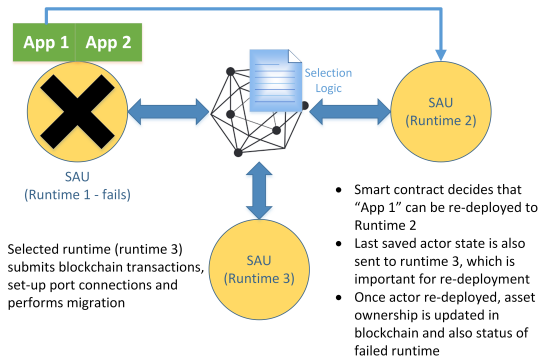 App 1
App 2
Selection
Logic
SAU
(Runtime 2)
SAU
(Runtime 1 - fails)
SAU
(Runtime 3)
Selected runtime (runtime 3)
submits blockchain transactions,
set-up port connections and
performs migration
• Smart contract decides that
“App 1” can be re-deployed to
Runtime 2
• Last saved actor state is also
sent to runtime 3, which is
important for re-deployment
• Once actor re-deployed, asset
ownership is updated in
blockchain and also status of
failed runtime